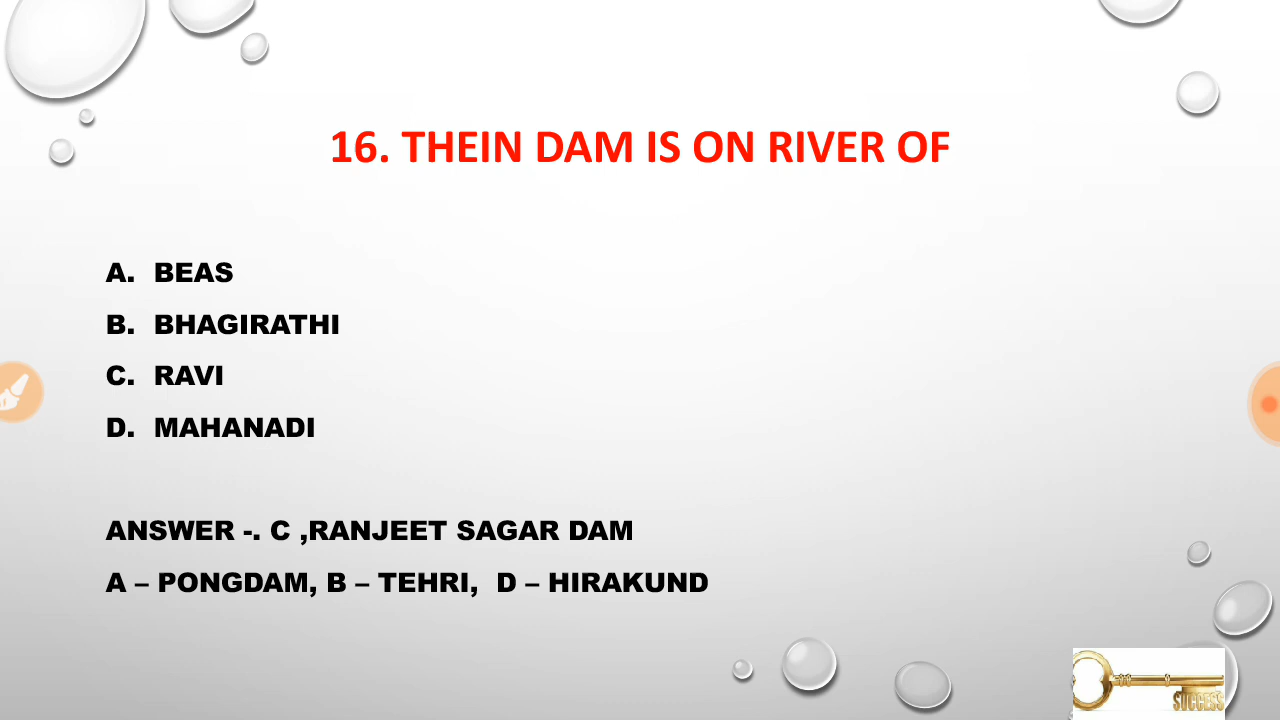 16. THEIN DAM IS ON RIVER OF
A. BEAS
B. BHAGIRATHI
C. RAVI
D. MAHANADI
ANSWER -. C ,RANJEET SAGAR DAM
A – PONGDAM, B – TEHRI, D – HIRAKUND
SUCCESS